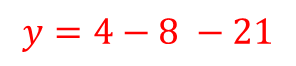 y = 4 − 8 − 21